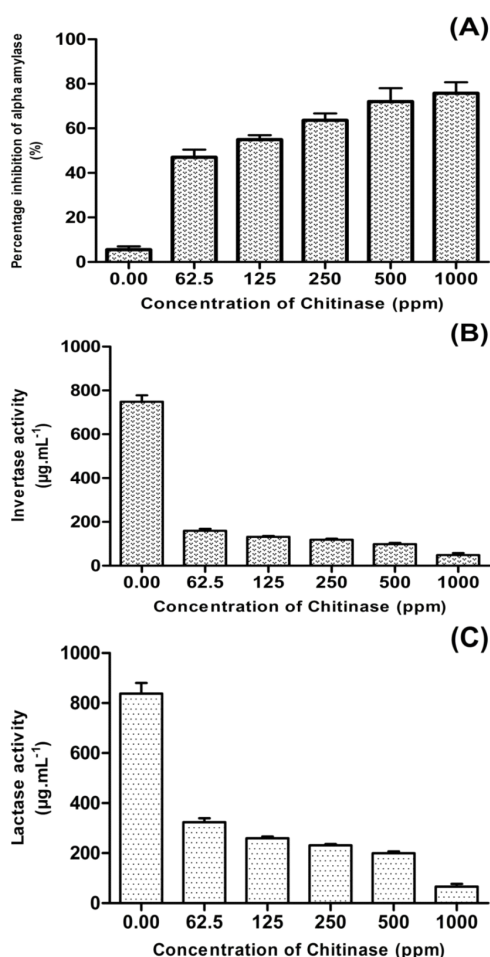 (A)
Percentage inhibition of alpha amylase
(%)
100
80
60
40
20
0
0.00 62.5 125 250 500 1000
Concentration of Chitinase (ppm)
(B)
Invertase activity
(µg.mL-1)
1000
800
600
400
200
0
0.00 62.5 125 250 500 1000
Concentration of Chitinase (ppm)
(C)
Lactase activity
(µg.mL-1)
1000
800
600
400
200
0
0.00 62.5 125 250 500 1000
Concentration of Chitinase (ppm)